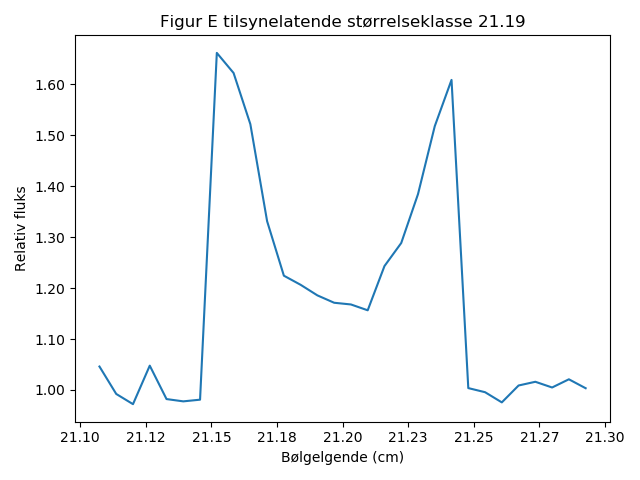 Figur E tilsynelatende størrelseklasse 21.19
1.60
1.50
1.40
1.30
1.20
1.10
1.00
Relativ fluks
21.10 21.12 21.15 21.18 21.20 21.23 21.25 21.27 21.30
Bølgelgende (cm)